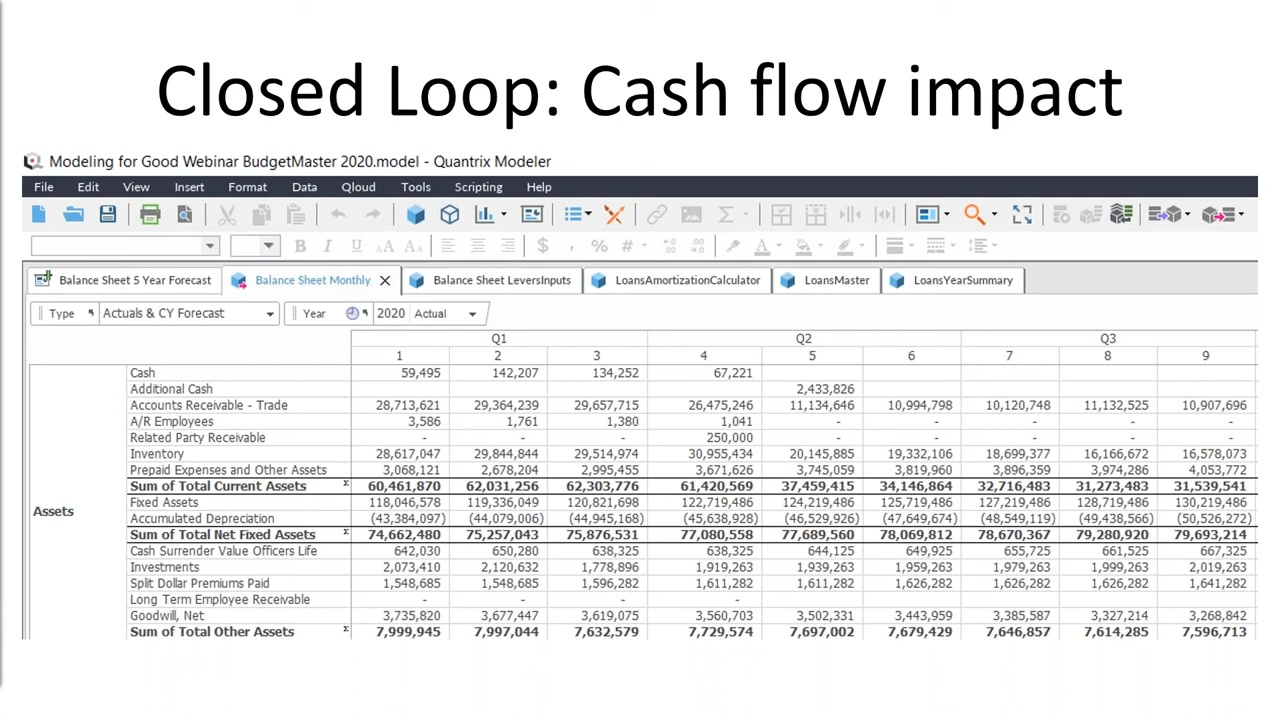 Closed Loop: Cash flow impact
Modeling for Good Webinar BudgetMaster 2020.model - Quantrix Modeler
File Edit View Insert Format Data Qloud Tools Scripting Help
B I U AA AA $ , % # A
Balance Sheet 5 Year Forecast Balance Sheet Monthly Balance Sheet LeversInputs LoansAmortizationCalculator LoansMaster LoansYearSummary
Type Actuals & CY Forecast Year 2020 Actual
Q1 Q2 Q3
1 2 3 4 5 6 7 8 9
Cash 59,495 142,207 134,252 67,221
Additional Cash 2,433,826
Accounts Receivable - Trade 28,713,621 29,364,239 29,657,715 26,475,246 11,134,646 10,994,798 10,120,748 11,132,525 10,907,696
A/R Employees 3,586 1,761 1,380 1,041 - - - - -
Related Party Receivable - - - 250,000 - - - - -
Inventory 28,617,047 29,844,844 29,514,974 30,955,434 20,145,885 19,332,106 18,699,377 16,166,672 16,578,073
Prepaid Expenses and Other Assets 3,068,121 2,678,204 2,995,455 3,671,626 3,745,059 3,819,960 3,896,359 3,974,286 4,053,772
Sum of Total Current Assets Σ 60,461,870 62,031,256 62,303,776 61,420,569 37,459,415 34,146,864 32,716,483 31,273,483 31,539,541
Assets
Fixed Assets 118,046,578 119,336,049 120,821,698 122,719,486 124,219,486 125,719,486 127,219,486 128,719,486 130,219,486
Accumulated Depreciation (43,384,097) (44,079,006) (44,945,168) (45,638,928) (46,529,926) (47,649,674) (48,549,119) (49,438,566) (50,526,272)
Sum of Total Net Fixed Assets Σ 74,662,480 75,257,043 75,876,531 77,080,558 77,689,560 78,069,812 78,670,367 79,280,920 79,693,214
Cash Surrender Value Officers Life 642,030 650,280 638,325 638,325 644,125 649,925 655,725 661,525 667,325
Investments 2,073,410 2,120,632 1,778,896 1,919,263 1,939,263 1,959,263 1,979,263 1,999,263 2,019,263
Split Dollar Premiums Paid 1,548,685 1,548,685 1,596,282 1,611,282 1,611,282 1,626,282 1,626,282 1,626,282 1,641,282
Long Term Employee Receivable - - - -
Goodwill, Net 3,735,820 3,677,447 3,619,075 3,560,703 3,502,331 3,443,959 3,385,587 3,327,214 3,268,842
Sum of Total Other Assets Σ 7,999,945 7,997,044 7,632,579 7,729,574 7,697,002 7,679,429 7,646,857 7,614,285 7,596,713